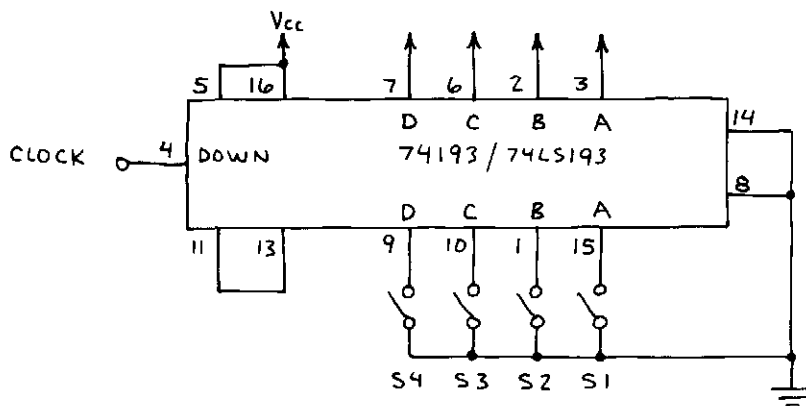 Vcc
5 16 7 6 2 3
D C B A 14
CLOCK 4 DOWN 74193/74LS193
8
D C B A
11 13 9 10 1 15
S4 S3 S2 S1